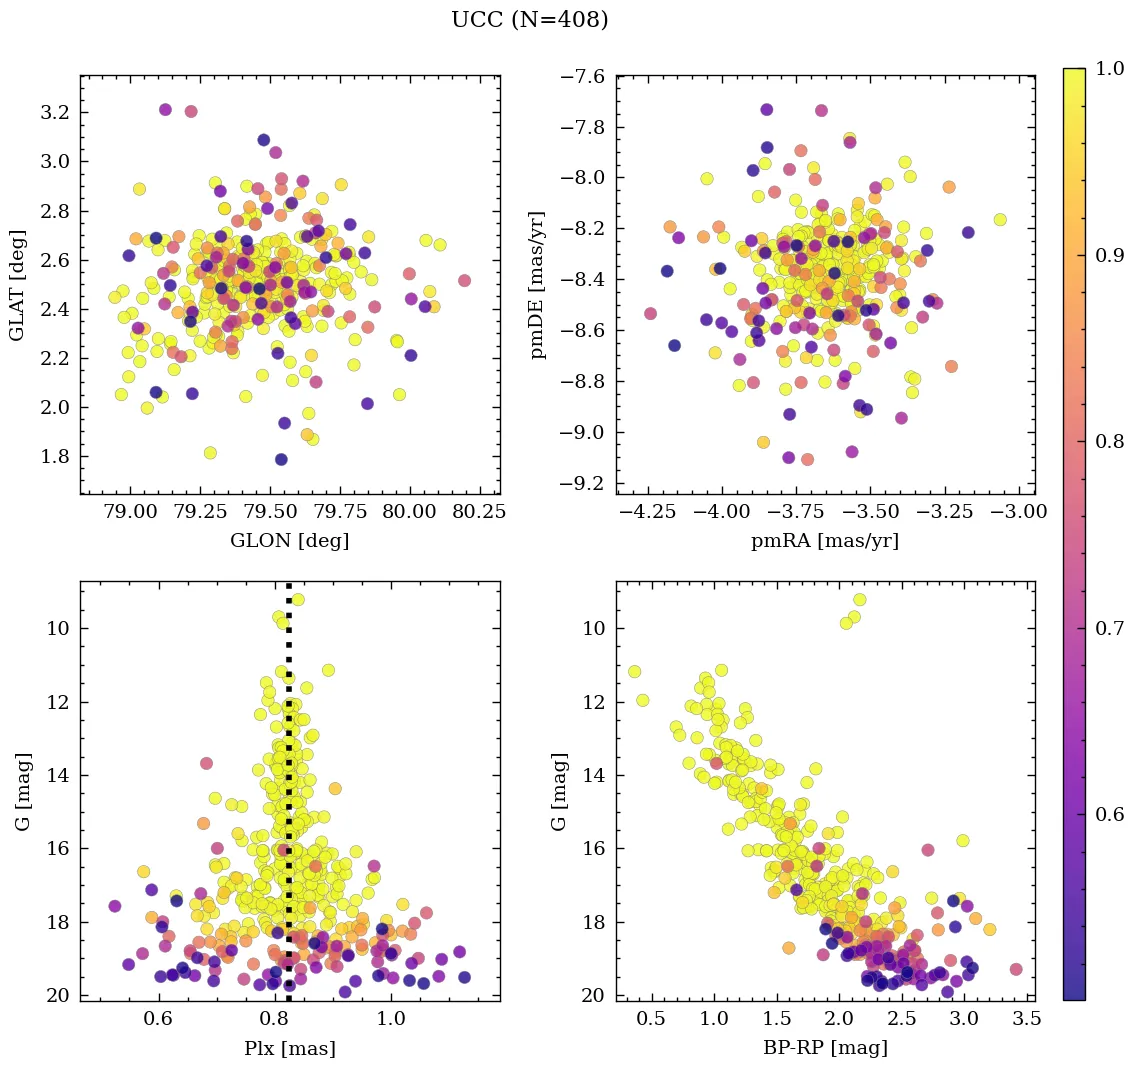 UCC (N=408)
3.2
3.0
2.8
2.6
2.4
2.2
2.0
1.8
GLAT [deg]
79.00 79.25 79.50 79.75 80.00 80.25
GLON [deg]
−7.6
−7.8
−8.0
−8.2
−8.4
−8.6
−8.8
−9.0
−9.2
pmDE [mas/yr]
−4.25 −4.00 −3.75 −3.50 −3.25 −3.00
pmRA [mas/yr]
10
12
14
16
18
20
G [mag]
0.6 0.8 1.0
Plx [mas]
10
12
14
16
18
20
G [mag]
0.5 1.0 1.5 2.0 2.5 3.0 3.5
BP-RP [mag]
1.0
0.9
0.8
0.7
0.6